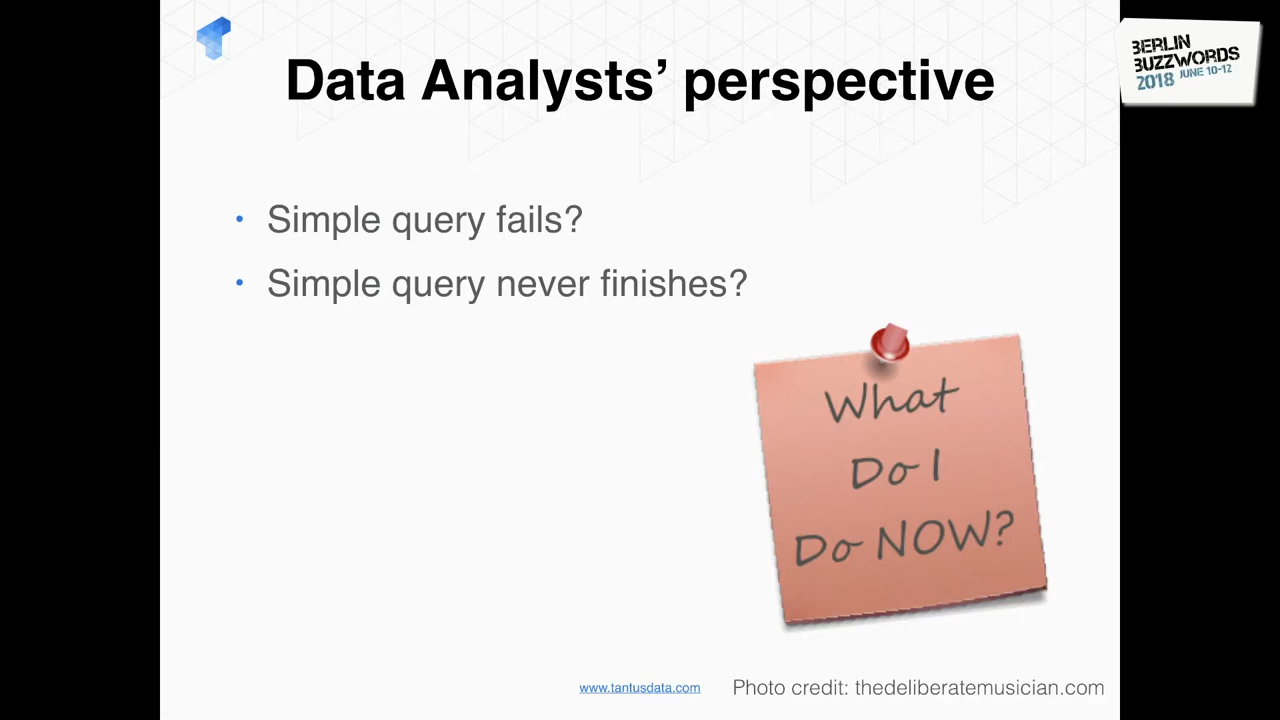 Data Analysts’ perspective
BERLIN
BUZZWORDS
2018 JUNE 10-12
• Simple query fails?
• Simple query never finishes?
What
Do I
Do NOW?
www.tantusdata.com
Photo credit: thedeliberatemusician.com